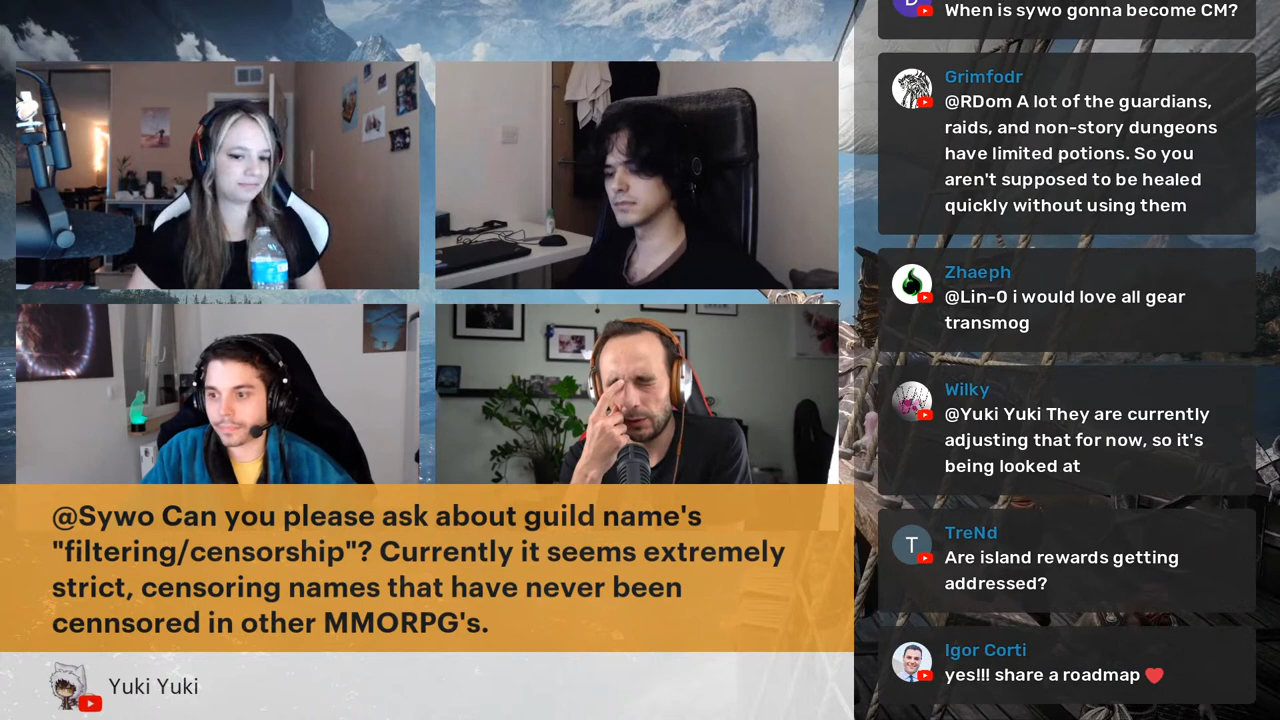 @Sywo Can you please ask about guild name's
"filtering/censorship"? Currently it seems extremely
strict, censoring names that have never been
cennsored in other MMORPG's.
Yuki Yuki
When is sywo gonna become CM?
Grimfodr
@RDom A lot of the guardians,
raids, and non-story dungeons
have limited potions. So you
aren't supposed to be healed
quickly without using them
Zhaeph
@Lin-0 i would love all gear
transmog
Wilky
@Yuki Yuki They are currently
adjusting that for now, so it's
being looked at
T
TreNd
Are island rewards getting
addressed?
Igor Corti
yes!!! share a roadmap ❤